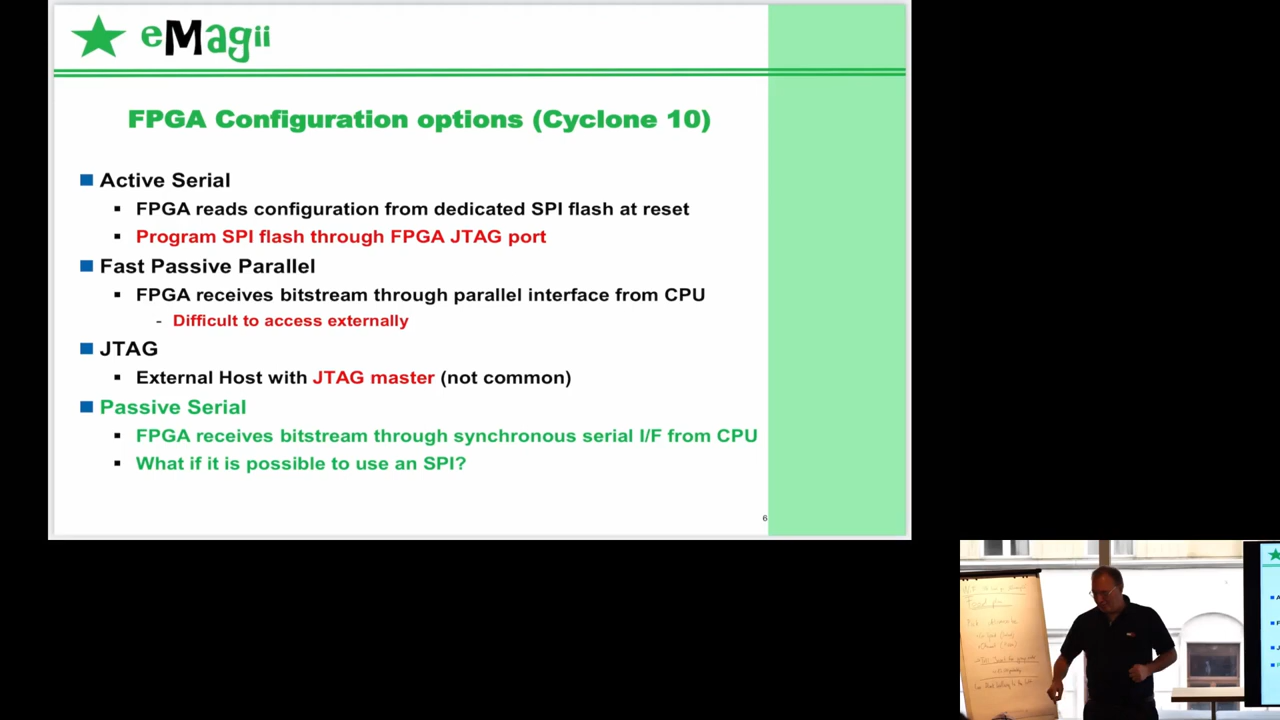 eMagii
FPGA Configuration options (Cyclone 10)
Active Serial
FPGA reads configuration from dedicated SPI flash at reset
Program SPI flash through FPGA JTAG port
Fast Passive Parallel
FPGA receives bitstream through parallel interface from CPU
- Difficult to access externally
JTAG
External Host with JTAG master (not common)
Passive Serial
FPGA receives bitstream through synchronous serial I/F from CPU
What if it is possible to use an SPI?
6